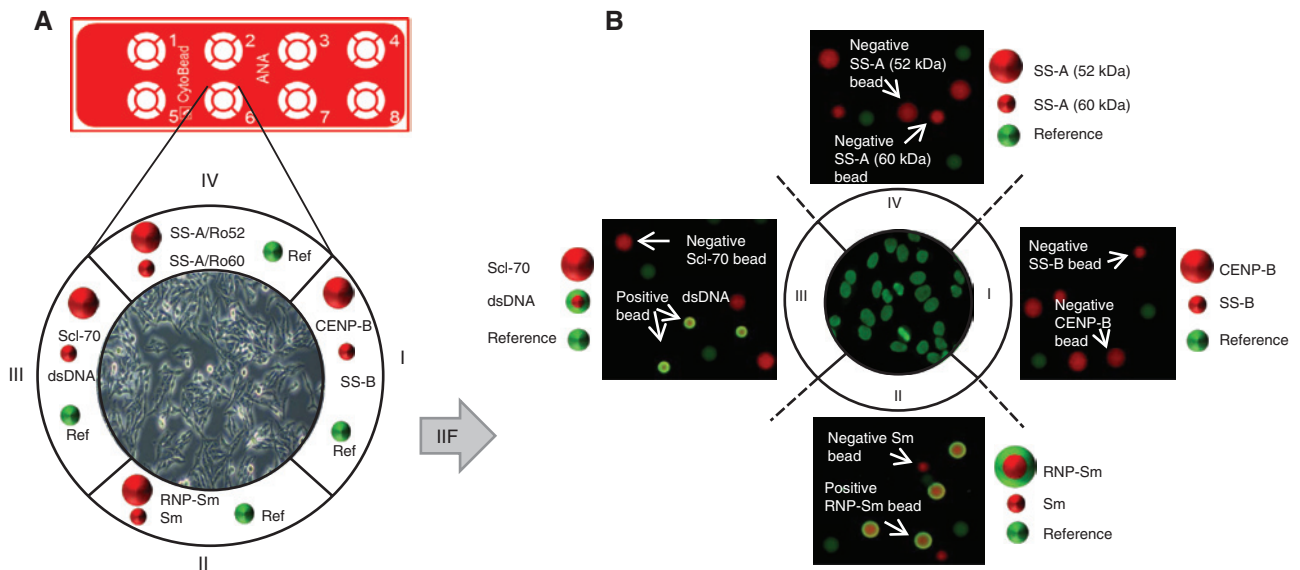 A
1
2
3
4
5
6
7
8
CytoBead
ANA
IV
SS-A/Ro52
SS-A/Ro60
Ref
Scl-70
dsDNA
III
Ref
CENP-B
SS-B
I
Ref
RNP-Sm
Sm
Ref
II
IIF
B
Negative
SS-A (52 kDa)
bead
Negative
SS-A (60 kDa)
bead
SS-A (52 kDa)
SS-A (60 kDa)
Reference
Scl-70
dsDNA
Reference
Negative
Scl-70 bead
Positive
bead
dsDNA
IV
III
I
II
Negative
SS-B bead
Negative
CENP-B
bead
CENP-B
SS-B
Reference
Negative Sm
bead
Positive
RNP-Sm bead
RNP-Sm
Sm
Reference